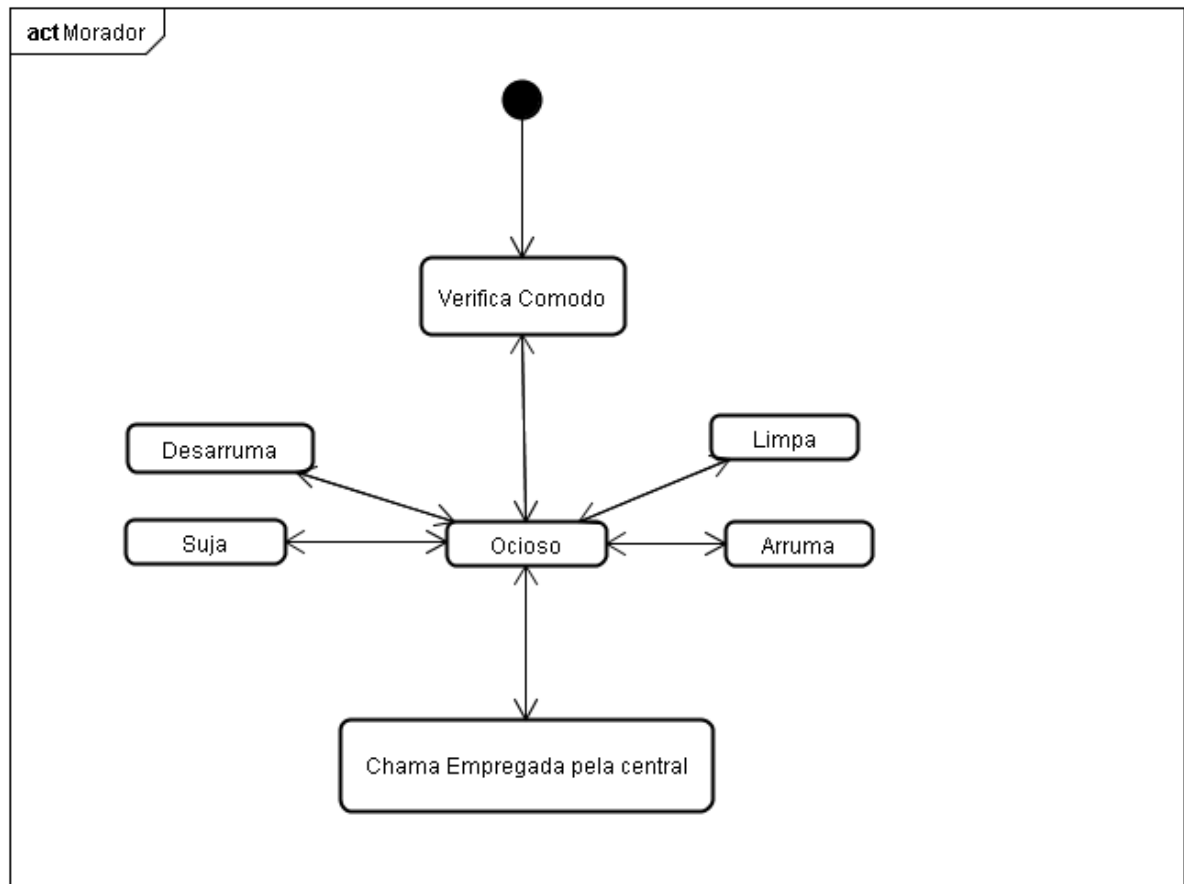 act Morador
Verifica Comodo
Desarruma
Limpa
Suja
Ocioso
Arruma
Chama Empregada pela central